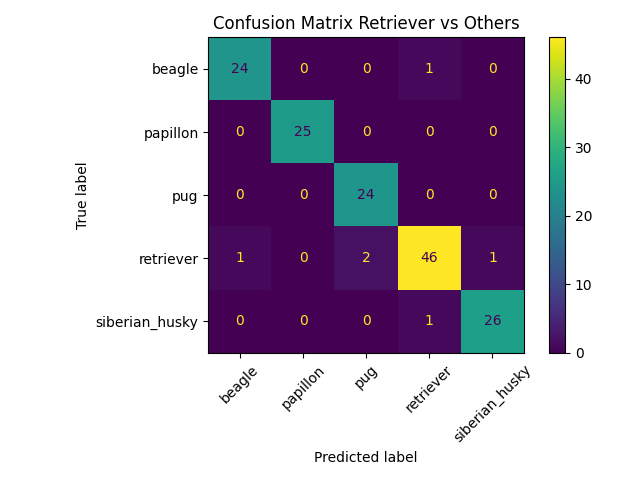 Confusion Matrix Retriever vs Others
beagle 24 0 0 1 0
papillon 0 25 0 0 0
pug 0 0 24 0 0
retriever 1 0 2 46 1
siberian_husky 0 0 0 1 26
True label
beagle papillon pug retriever siberian_husky
Predicted label
40
30
20
10
0